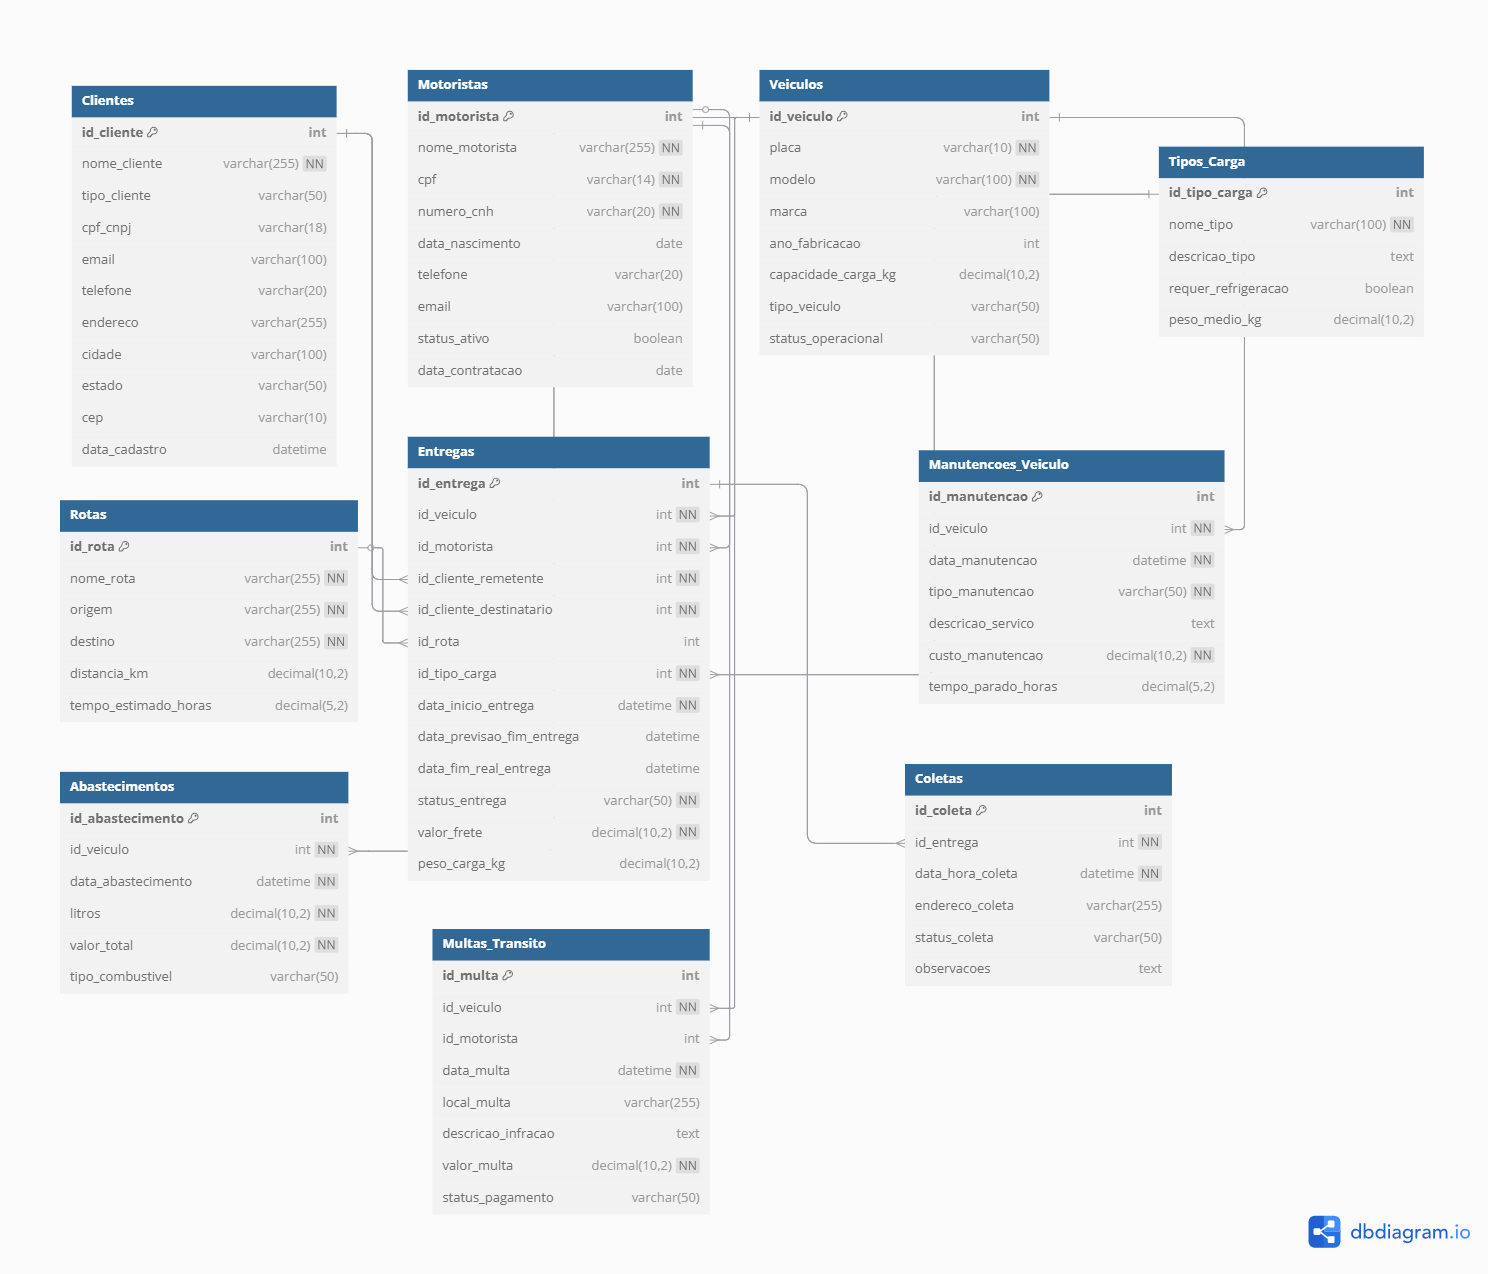 Clientes
id_cliente int
nome_cliente varchar(255) NN
tipo_cliente varchar(50)
cpf_cnpj varchar(18)
email varchar(100)
telefone varchar(20)
endereco varchar(255)
cidade varchar(100)
estado varchar(50)
cep varchar(10)
data_cadastro datetime
Motoristas
id_motorista int
nome_motorista varchar(255) NN
cpf varchar(14) NN
numero_cnh varchar(20) NN
data_nascimento date
telefone varchar(20)
email varchar(100)
status_ativo boolean
data_contratacao date
Veiculos
id_veiculo int
placa varchar(10) NN
modelo varchar(100) NN
marca varchar(100)
ano_fabricacao int
capacidade_carga_kg decimal(10,2)
tipo_veiculo varchar(50)
status_operacional varchar(50)
Tipos_Carga
id_tipo_carga int
nome_tipo varchar(100) NN
descricao_tipo text
requer_refrigeracao boolean
peso_medio_kg decimal(10,2)
Rotas
id_rota int
nome_rota varchar(255) NN
origem varchar(255) NN
destino varchar(255) NN
distancia_km decimal(10,2)
tempo_estimado_horas decimal(5,2)
Entregas
id_entrega int
id_veiculo int NN
id_motorista int NN
id_cliente_remetente int NN
id_cliente_destinatario int NN
id_rota int
id_tipo_carga int NN
data_inicio_entrega datetime NN
data_previsao_fim_entrega datetime
data_fim_real_entrega datetime
status_entrega varchar(50) NN
valor_frete decimal(10,2) NN
peso_carga_kg decimal(10,2)
Manutencoes_Veiculo
id_manutencao int
id_veiculo int NN
data_manutencao datetime NN
tipo_manutencao varchar(50) NN
descricao_servico text
custo_manutencao decimal(10,2) NN
tempo_parado_horas decimal(5,2)
Abastecimentos
id_abastecimento int
id_veiculo int NN
data_abastecimento datetime NN
litros decimal(10,2) NN
valor_total decimal(10,2) NN
tipo_combustivel varchar(50)
Coletas
id_coleta int
id_entrega int NN
data_hora_coleta datetime NN
endereco_coleta varchar(255)
status_coleta varchar(50)
observacoes text
Multas_Transito
id_multa int
id_veiculo int NN
id_motorista int
data_multa datetime NN
local_multa varchar(255)
descricao_infracao text
valor_multa decimal(10,2) NN
status_pagamento varchar(50)
dbdiagram.io